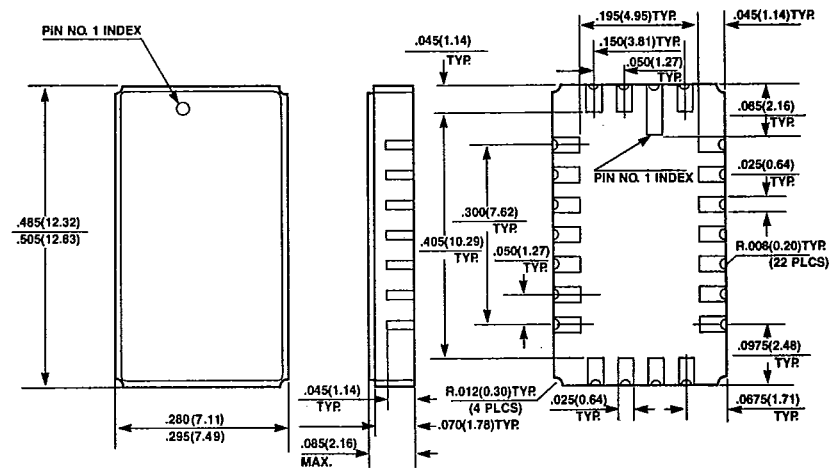 PiN NO. 1 INDEX
.485(12.32)
.505(12.83)
.280(7.11)
.295(7.49)
.045(1.14)
TYP.
.045(1.14)
TYP.
.085(2.16)
MAX.
.070(1.78)TYP.
.195(4.95)TYP.
.150(3.81)TYP.
.050(1.27)
TYP.
.045(1.14)TYP.
.085(2.16)
TYP.
PIN NO. 1 INDEX
.025(0.64)
TYP.
.300(7.62)
TYP.
.405(10.29)
TYP.
.050(1.27)
TYP.
R.008(0.20)TYP.
(22 PLCS)
.0975(2.48)
TYP.
R.012(0.30)TYP.
(4 PLCS)
.025(0.64)
TYP.
.0675(1.71)
TYP.